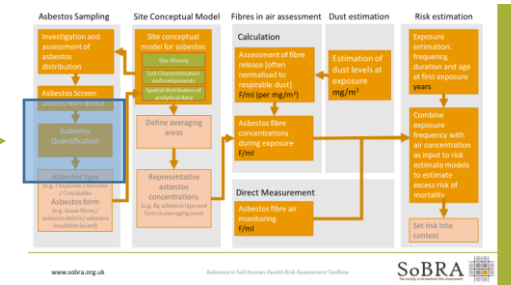 Asbestos Sampling
Site Conceptual Model
Fibres in air assessment
Dust estimation
Risk estimation
Investigation and
assessment of
asbestos
distribution
Asbestos Screen
Detect/Non-detect
Asbestos
Quantification
Asbestos type
(e.g. Chrysotile / Amosite /
Crocidolite)
Asbestos form
(e.g. loose fibres /
asbestos debris / asbestos
insulation board)
Site conceptual
model for asbestos
Site History
Soil Characterisation and
components
Spatial distribution of
analytical data
Define averaging
areas
Representative
asbestos
concentrations
(e.g. By asbestos type and
form in averaging area)
Calculation
Assessment of fibre
release (often
normalised to
respirable dust)
F/ml (per mg/m³)
Asbestos fibre
concentrations
during exposure
F/ml
Direct Measurement
Asbestos fibre air
monitoring
F/ml
Estimation of
dust levels at
exposure
mg/m³
Exposure
estimation:
frequency,
duration and age
at first exposure
years
Combine
exposure
frequency with
air concentration
as input to risk
estimate models
to estimate
excess risk of
mortality
Set risk into
context
www.sobra.org.uk
Asbestos in Soil Human Health Risk Assessment Toolbox
SoBRA
The Society of Brownfield Risk Assessment